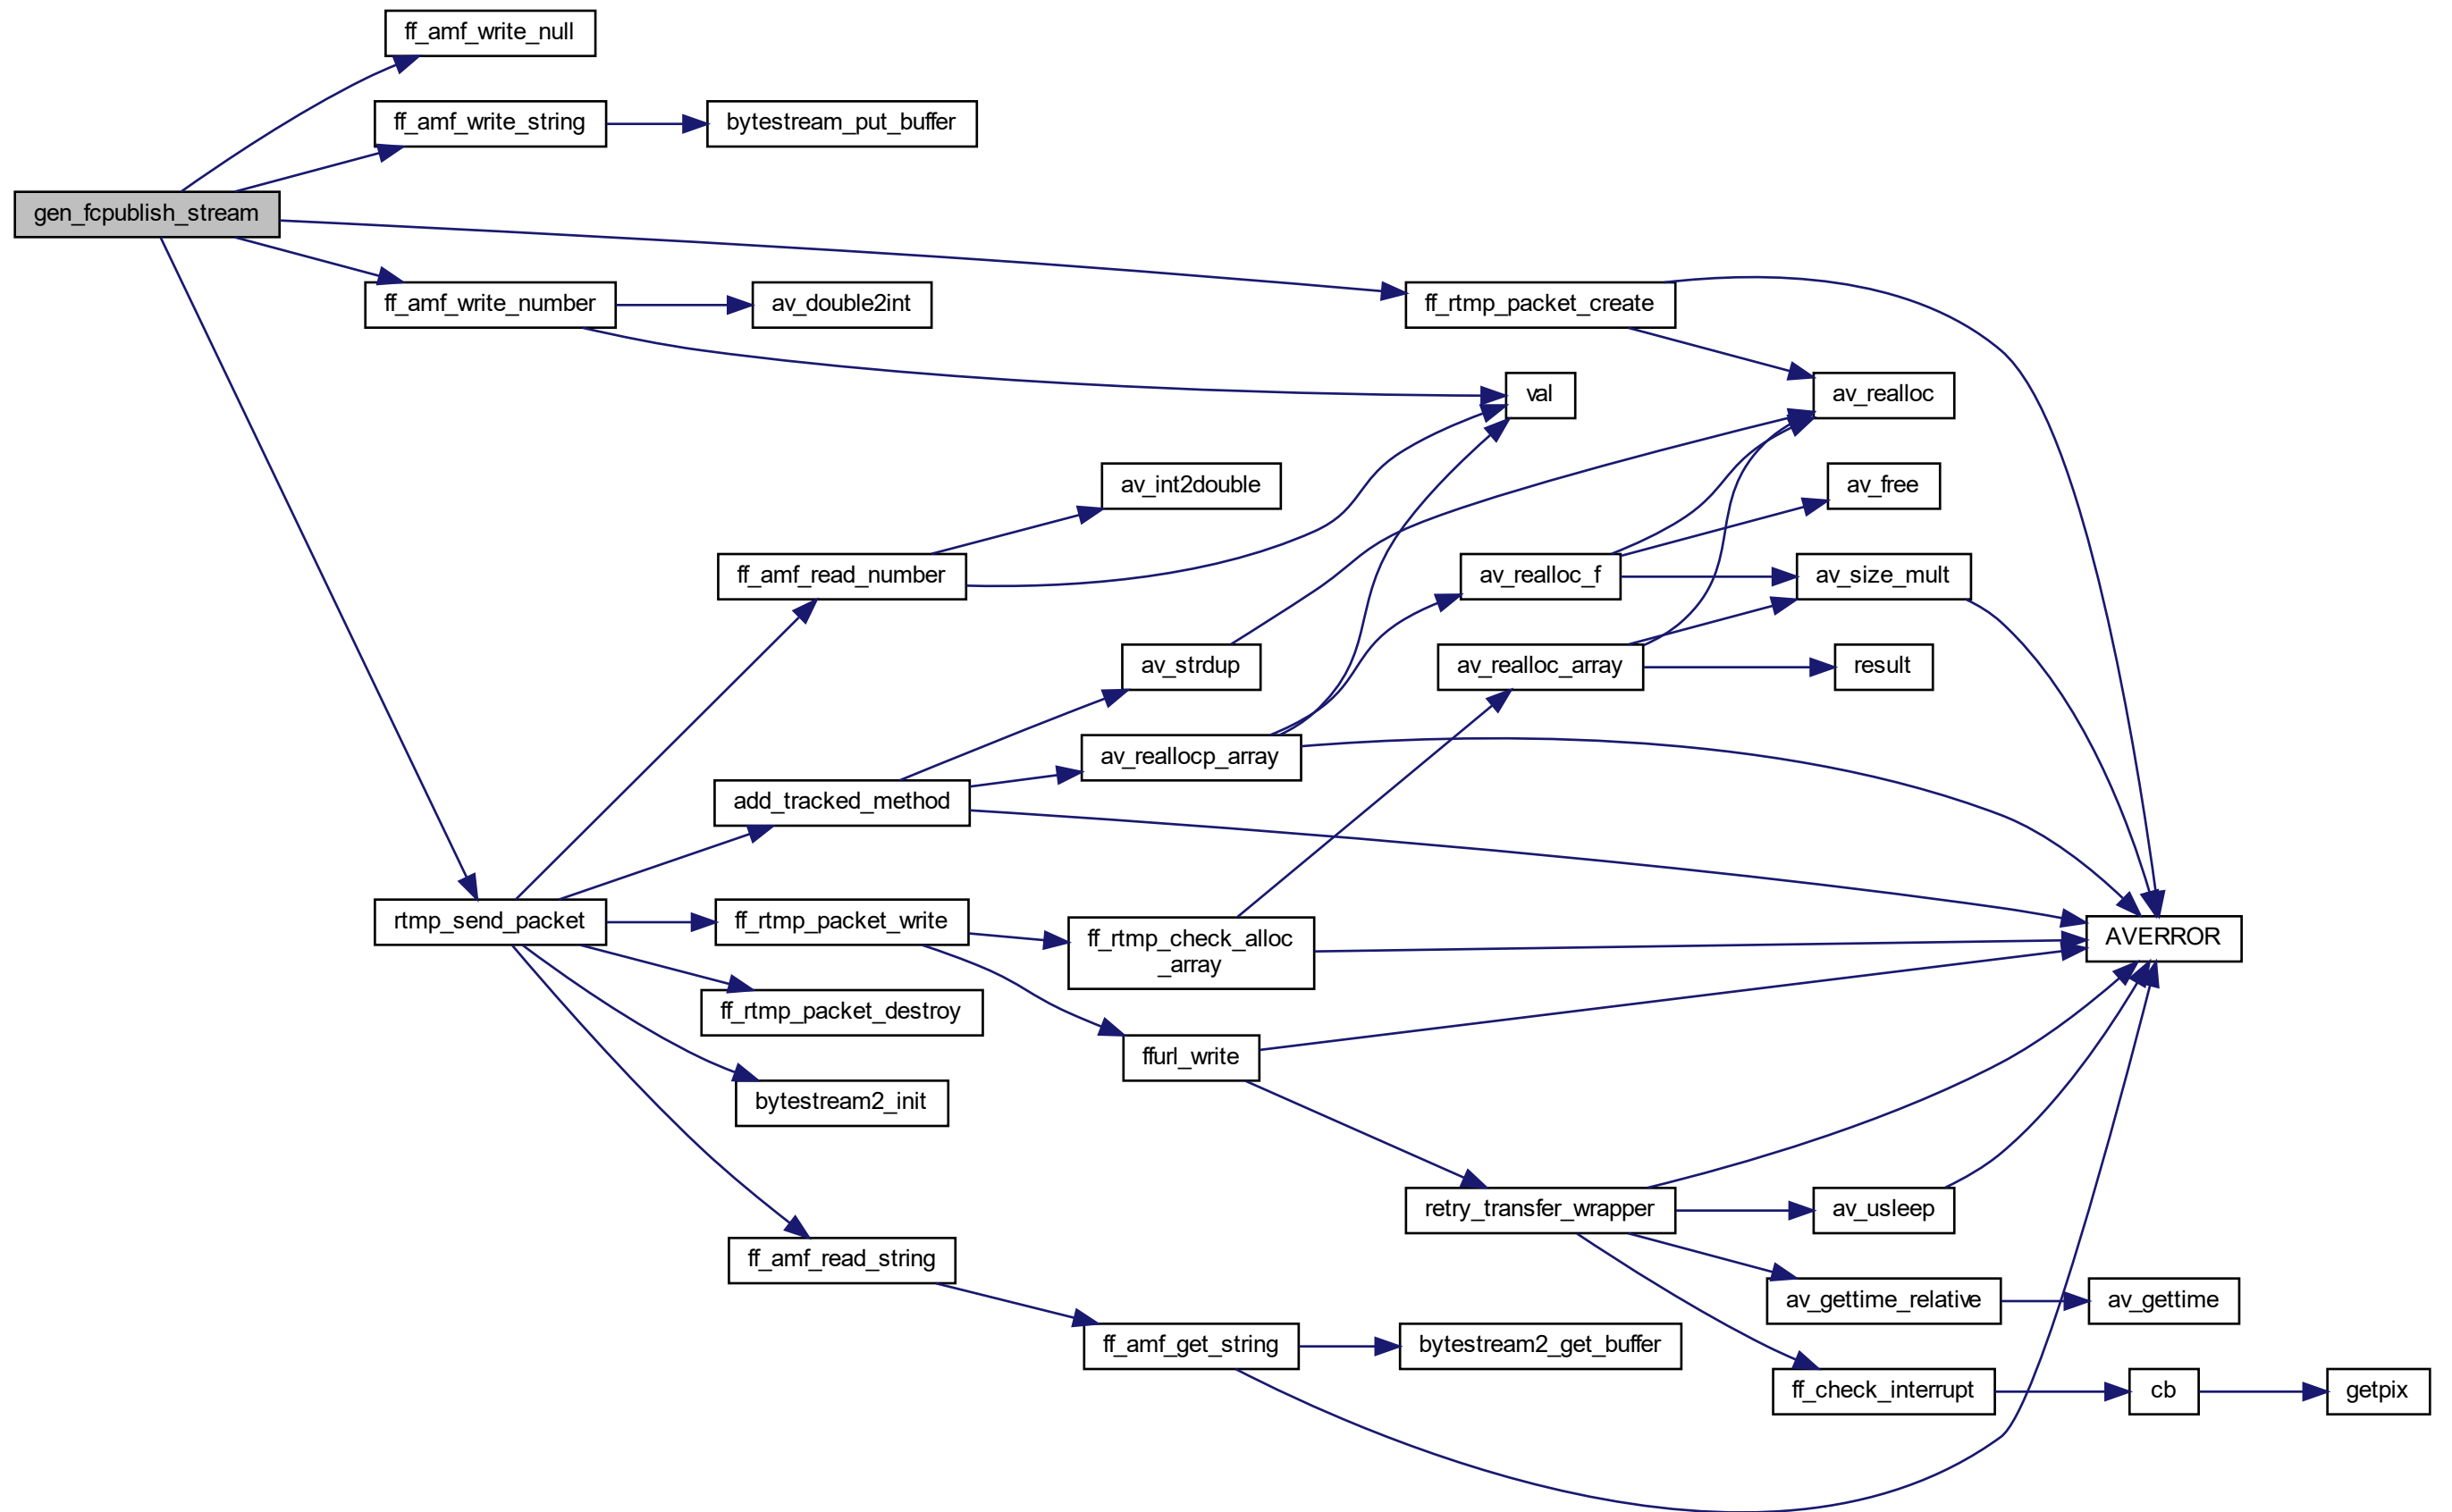 ff_amf_write_null
ff_amf_write_string
bytestream_put_buffer
gen_fcpublish_stream
ff_amf_write_number
av_double2int
ff_rtmp_packet_create
val
av_realloc
av_int2double
av_free
ff_amf_read_number
av_realloc_f
av_size_mult
av_strdup
av_realloc_array
result
av_reallocp_array
add_tracked_method
rtmp_send_packet
ff_rtmp_packet_write
ff_rtmp_check_alloc
_array
AVERROR
ff_rtmp_packet_destroy
ffurl_write
bytestream2_init
retry_transfer_wrapper
av_usleep
ff_amf_read_string
av_gettime_relative
av_gettime
ff_amf_get_string
bytestream2_get_buffer
ff_check_interrupt
cb
getpix